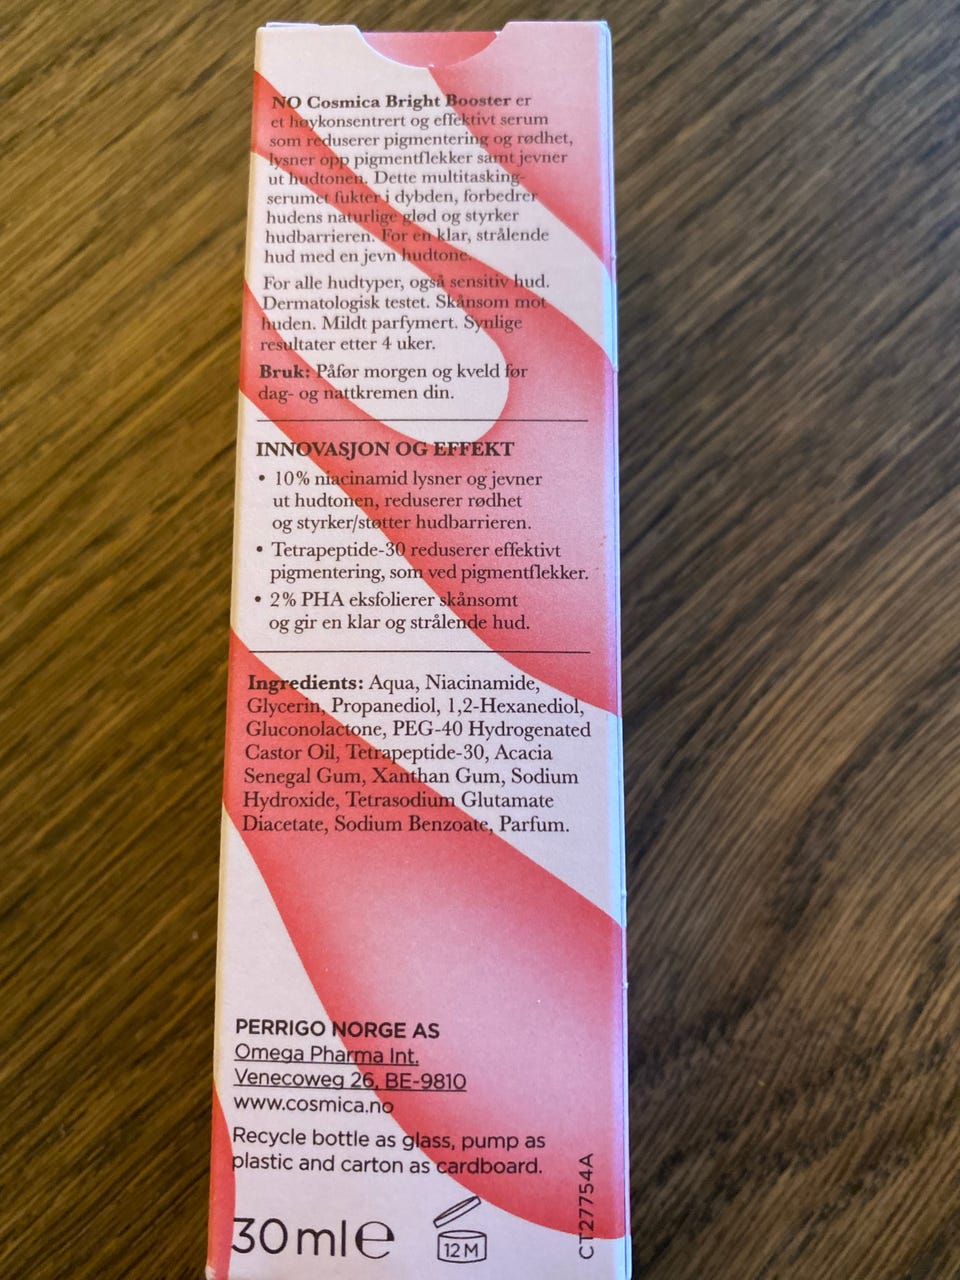 NO Cosmica Bright Booster er
et høykonsentrert og effektivt serum
som reduserer pigmentering og rødhet,
lysner opp pigmentflekker samt jevner
ut hudtonen. Dette multitasking-
serumet fukter i dybden, forbedrer
hudens naturlige glød og styrker
hudbarrieren. For en klar, strålende
hud med en jevn hudtone.
For alle hudtyper, også sensitiv hud.
Dermatologisk testet. Skånsom mot
huden. Mildt parfymert. Synlige
resultater etter 4 uker.
Bruk: Påfør morgen og kveld før
dag- og nattkremen din.
INNOVASJON OG EFFEKT
• 10% niacinamid lysner og jevner
ut hudtonen, reduserer rødhet
og styrker/støtter hudbarrieren.
• Tetrapeptide-30 reduserer effektivt
pigmentering, som ved pigmentflekker.
• 2% PHA eksfolierer skånsomt
og gir en klar og strålende hud.
Ingredients: Aqua, Niacinamide,
Glycerin, Propanediol, 1,2-Hexanediol,
Gluconolactone, PEG-40 Hydrogenated
Castor Oil, Tetrapeptide-30, Acacia
Senegal Gum, Xanthan Gum, Sodium
Hydroxide, Tetrasodium Glutamate
Diacetate, Sodium Benzoate, Parfum.
PERRIGO NORGE AS
Omega Pharma Int.
Venecoweg 26, BE-9810
www.cosmica.no
Recycle bottle as glass, pump as
plastic and carton as cardboard.
30 ml e
12 M
CT27754A